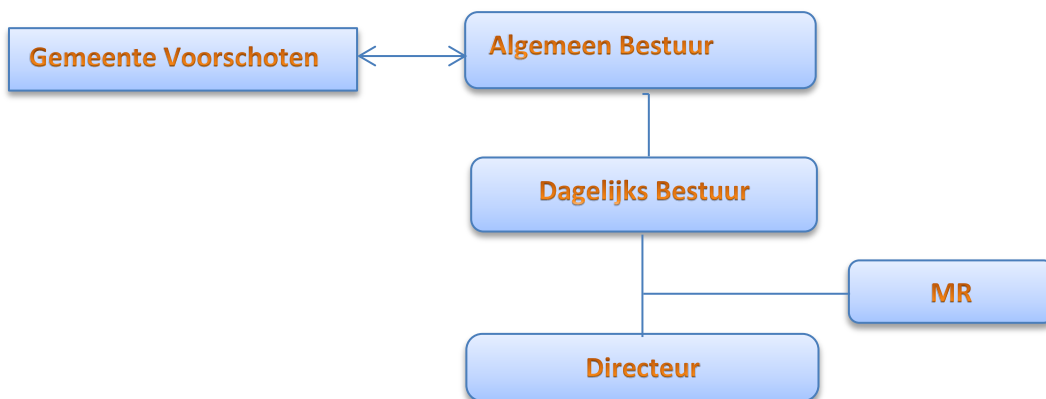 Gemeente Voorschoten
Algemeen Bestuur
Dagelijks Bestuur
MR
Directeur